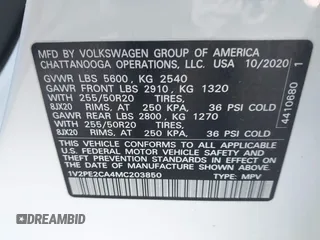 MFD. BY VOLKSWAGEN GROUP OF AMERICA
CHATTANOOGA OPERATIONS, LLC. USA 10/2020
GVWR LBS 5600, KG 2540
GAWR FRONT LBS 2910, KG 1320
WITH 255/50R20 TIRES,
8JX20 RIMS, AT 250 KPA, 36 PSI COLD
GAWR REAR LBS 2800, KG 1270
WITH 255/50R20 TIRES,
8JX20 RIMS, AT 250 KPA, 36 PSI COLD
THIS VEHICLE CONFORMS TO ALL APPLICABLE
FEDERAL MOTOR VEHICLE SAFETY AND
THEFT PREVENTION STANDARDS IN EFFECT ON THE
DATE OF MANUFACTURE SHOWN ABOVE.
1V2PE2CA4MC203850 TYPE: MPV
4410680 1
© DIMABID